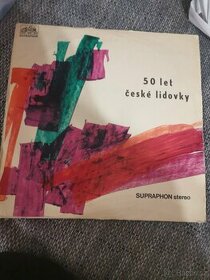 50 let
české lidovky
SUPRAPHON stereo